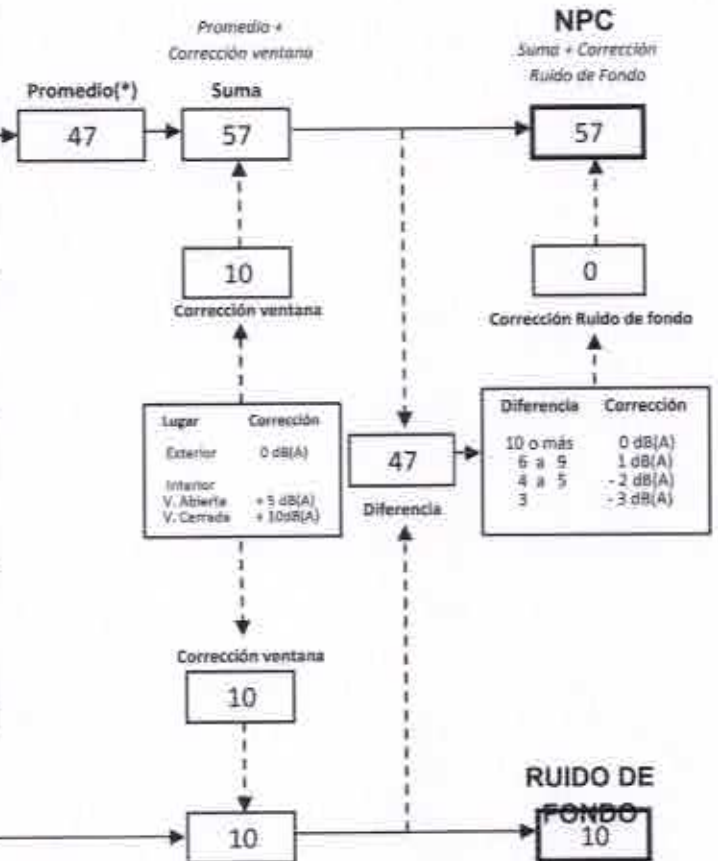 Promedio +
Corrección ventana
NPC
Suma + Corrección
Ruido de Fondo
Promedio(*)
Suma
47
57
57
10
0
Corrección ventana
Corrección Ruido de fondo
Lugar Corrección
Exterior 0 dB(A)
Interior
V. Abierta + 5 dB(A)
V. Cerrada + 10dB(A)
47
Diferencia
Diferencia Corrección
10 o más 0 dB(A)
6 a 9 1 dB(A)
4 a 5 - 2 dB(A)
3 - 3 dB(A)
Corrección ventana
10
10
RUIDO DE
FONDO
10